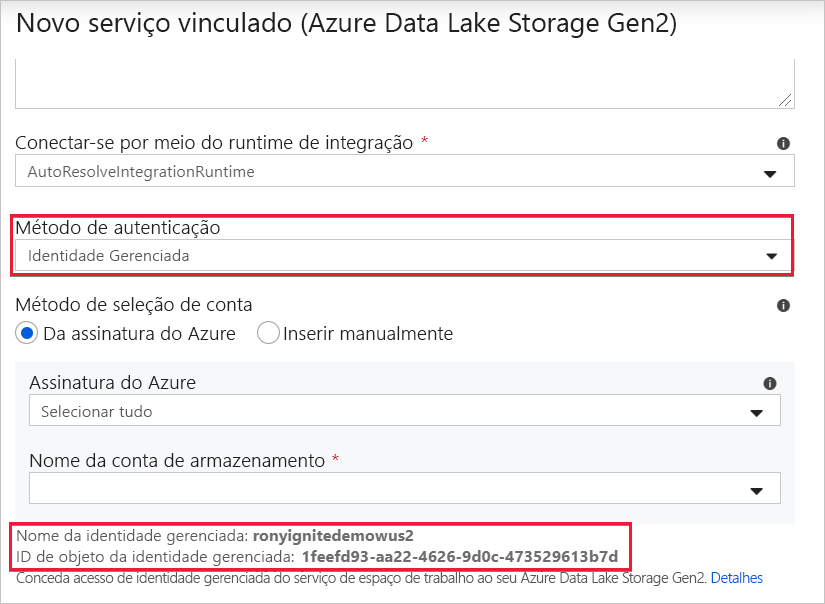 Novo serviço vinculado (Azure Data Lake Storage Gen2)
Conectar-se por meio do runtime de integração *
AutoResolveIntegrationRuntime
Método de autenticação
Identidade Gerenciada
Método de seleção de conta
Da assinatura do Azure Inserir manualmente
Assinatura do Azure
Selecionar tudo
Nome da conta de armazenamento *
Nome da identidade gerenciada: ronyignitedemowus2
ID de objeto da identidade gerenciada: 1feefd93-aa22-4626-9d0c-473529613b7d
Conceda acesso de identidade gerenciada do serviço de espaço de trabalho ao seu Azure Data Lake Storage Gen2. Detalhes